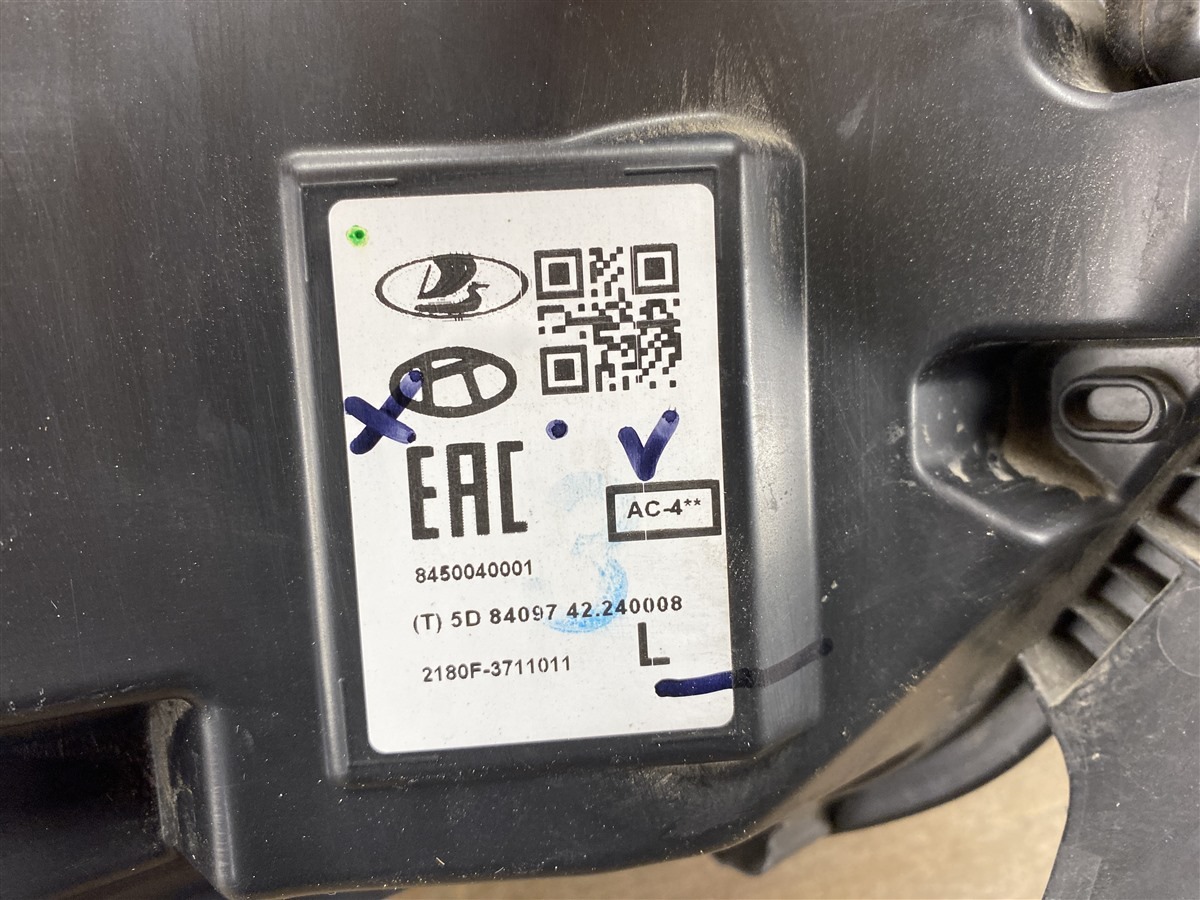 EAC
AC-4**
8450040001
(T) 5D 84097 42.240008
L
2180F-3711011